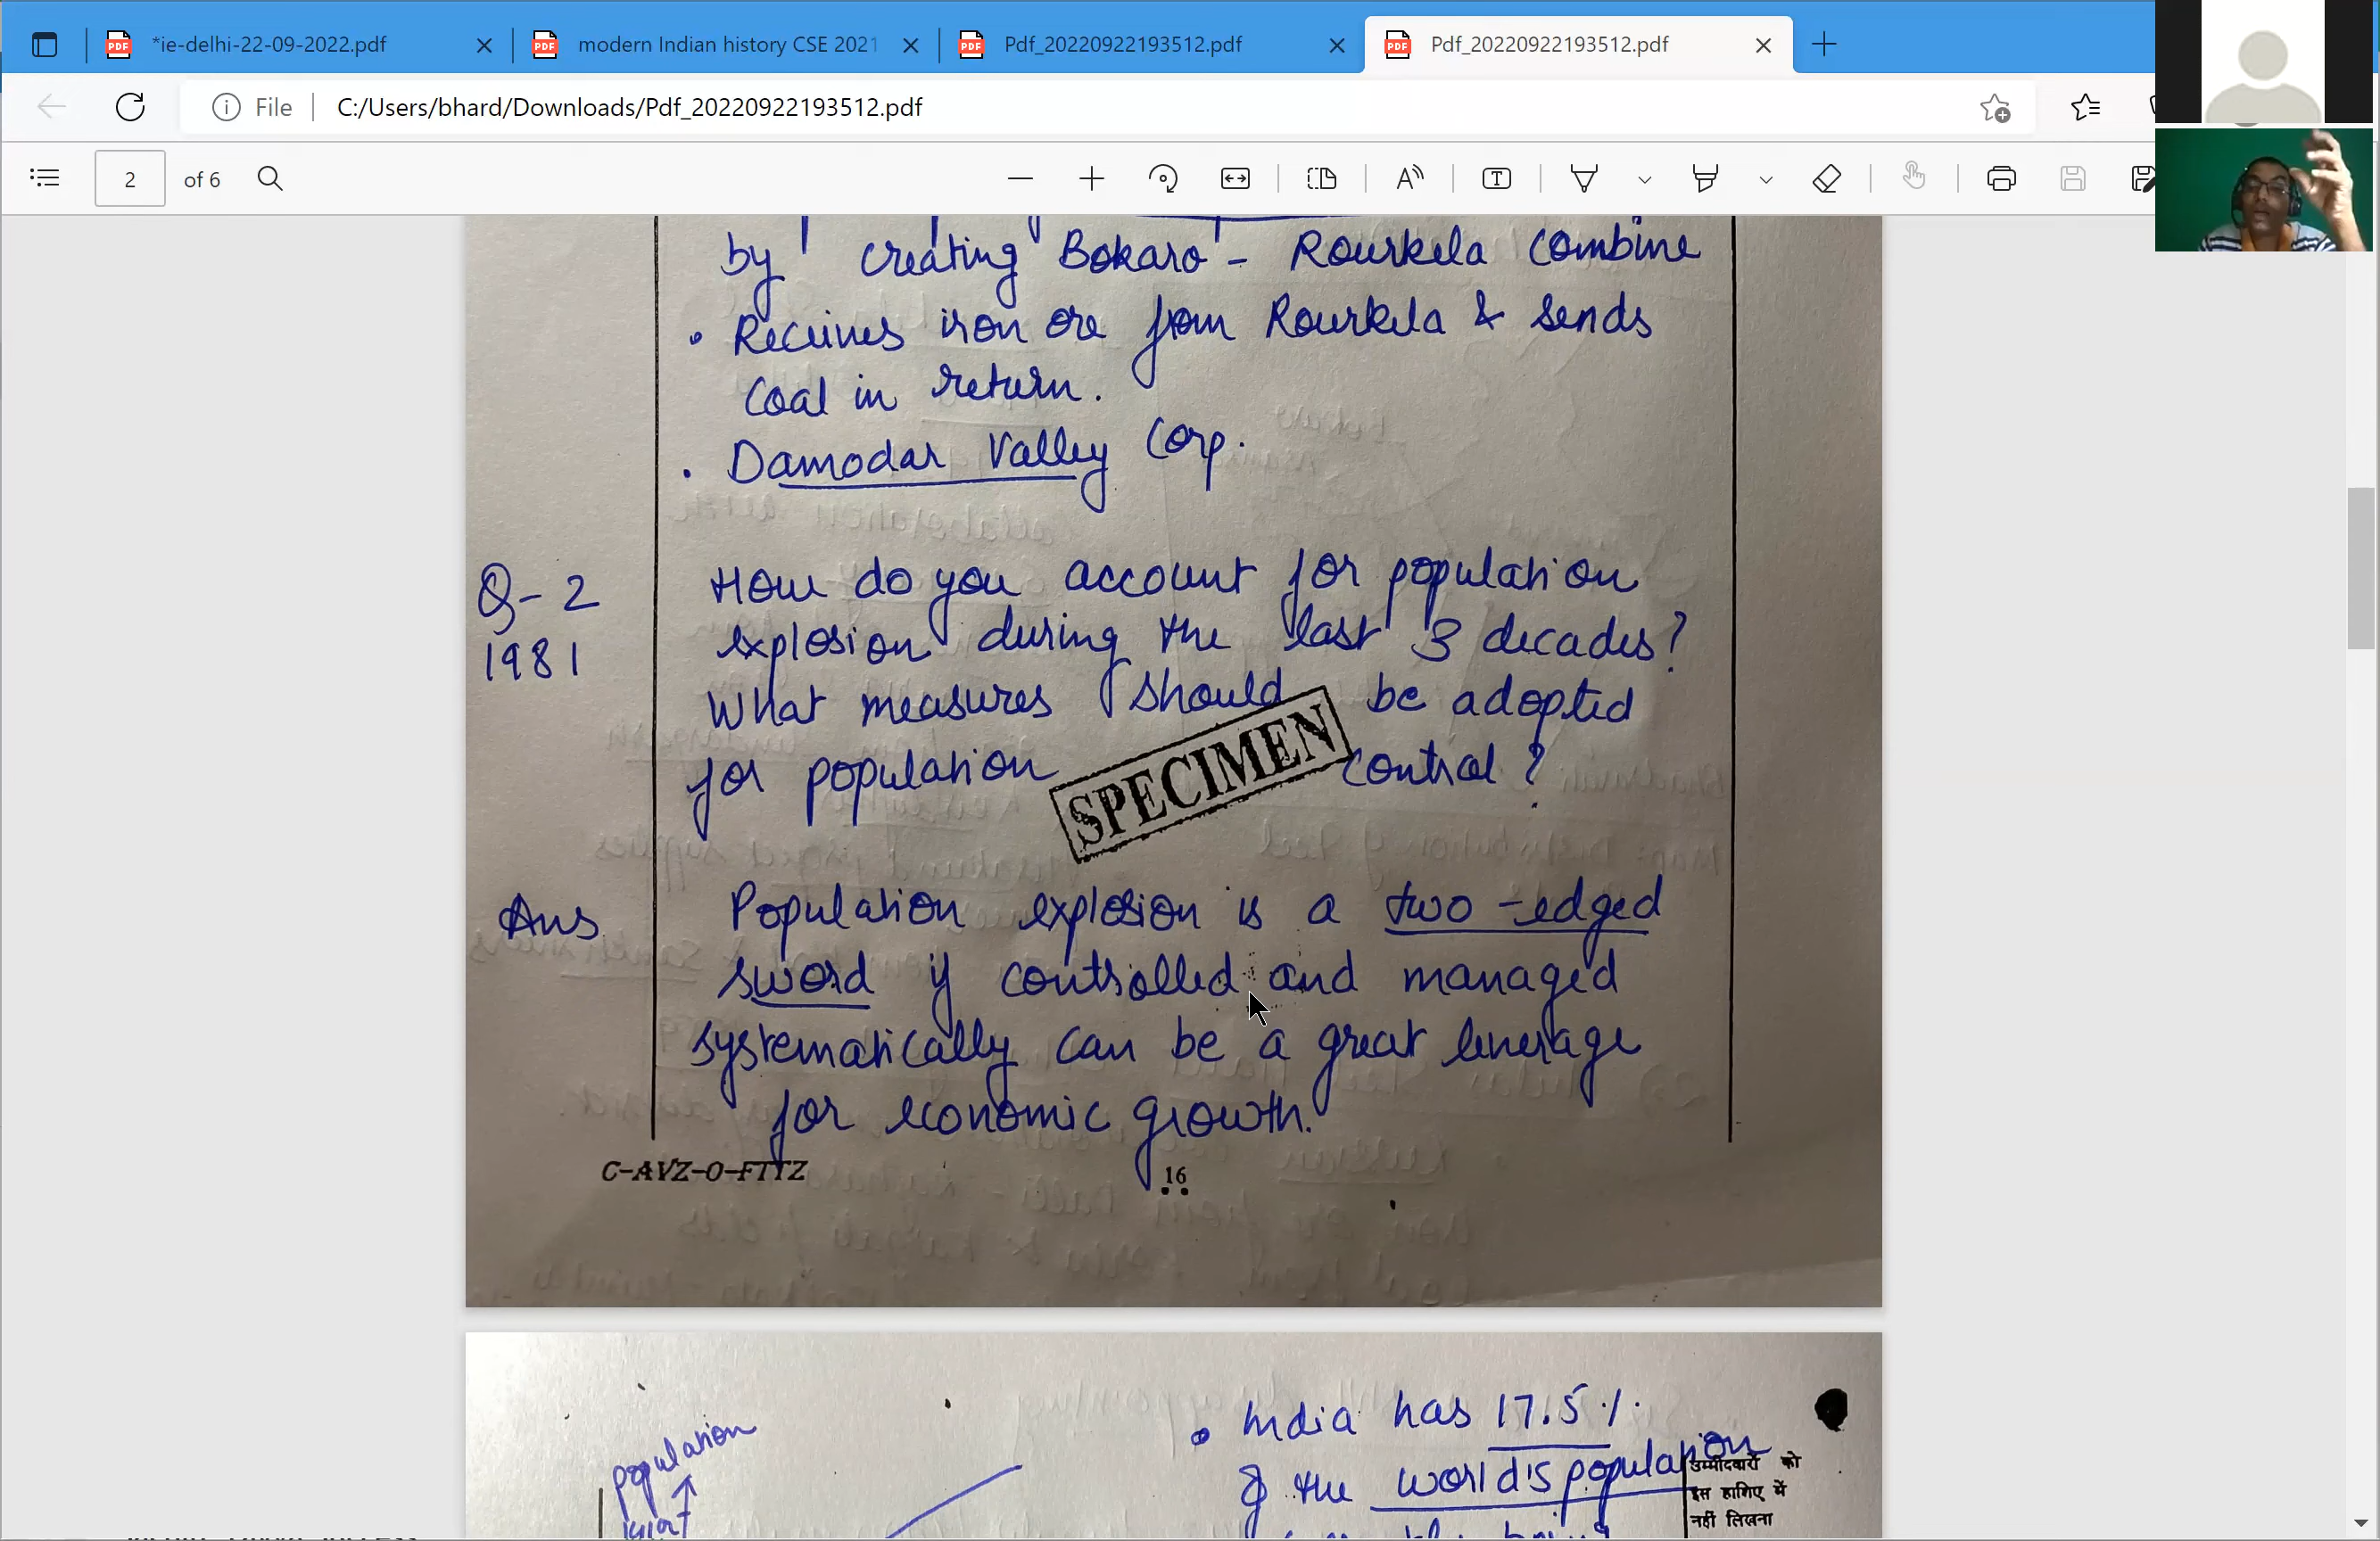 *ie-delhi-22-09-2022.pdf
modern Indian history CSE 2021
Pdf_20220922193512.pdf
Pdf_20220922193512.pdf
File
C:/Users/bhard/Downloads/Pdf_20220922193512.pdf
2 of 6
by creating Bokaro - Rourkela combine
• Receives iron ore from Rourkela & sends
coal in return.
• Damodar Valley Corp.
Q-2 How do you account for population
1981 explosion during the last 3 decades?
What measures should be adopted
for population control?
SPECIMEN
Ans Population explosion is a two-edged
sword if controlled and managed
systematically can be a great leverage
for economic growth.
C-AVZ-O-FTTZ 16
population
• India has 17.5%
of the world's population
उम्मीदवारों को
इस हाशिए में
नहीं लिखना